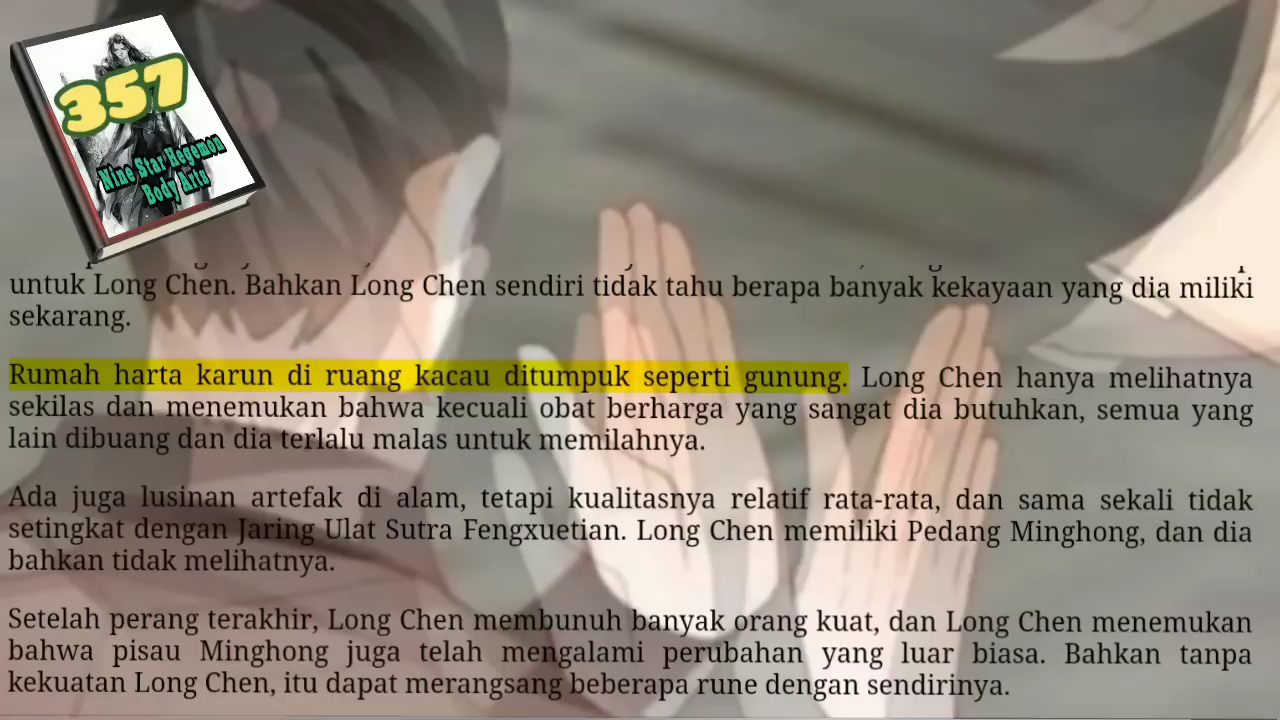 357
Nine Star Hegemon
Body Arts
untuk Long Chen. Bahkan Long Chen sendiri tidak tahu berapa banyak kekayaan yang dia miliki
sekarang.
Rumah harta karun di ruang kacau ditumpuk seperti gunung. Long Chen hanya melihatnya
sekilas dan menemukan bahwa kecuali obat berharga yang sangat dia butuhkan, semua yang
lain dibuang dan dia terlalu malas untuk memilahnya.
Ada juga lusinan artefak di alam, tetapi kualitasnya relatif rata-rata, dan sama sekali tidak
setingkat dengan Jaring Ulat Sutra Fengxuetian. Long Chen memiliki Pedang Minghong, dan dia
bahkan tidak melihatnya.
Setelah perang terakhir, Long Chen membunuh banyak orang kuat, dan Long Chen menemukan
bahwa pisau Minghong juga telah mengalami perubahan yang luar biasa. Bahkan tanpa
kekuatan Long Chen, itu dapat merangsang beberapa rune dengan sendirinya.